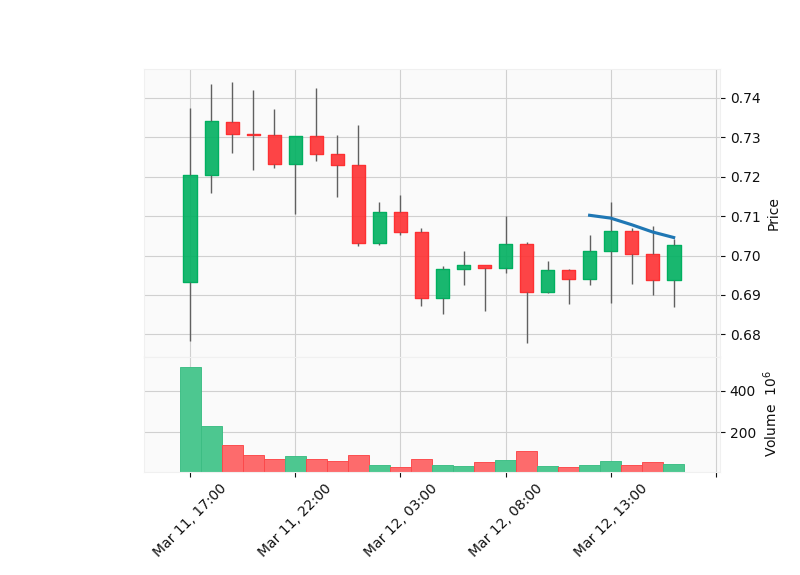 0.74
0.73
0.72
0.71
0.70
0.69
0.68
Price
400
200
Volume 10⁶
Mar 11, 17:00
Mar 11, 22:00
Mar 12, 03:00
Mar 12, 08:00
Mar 12, 13:00